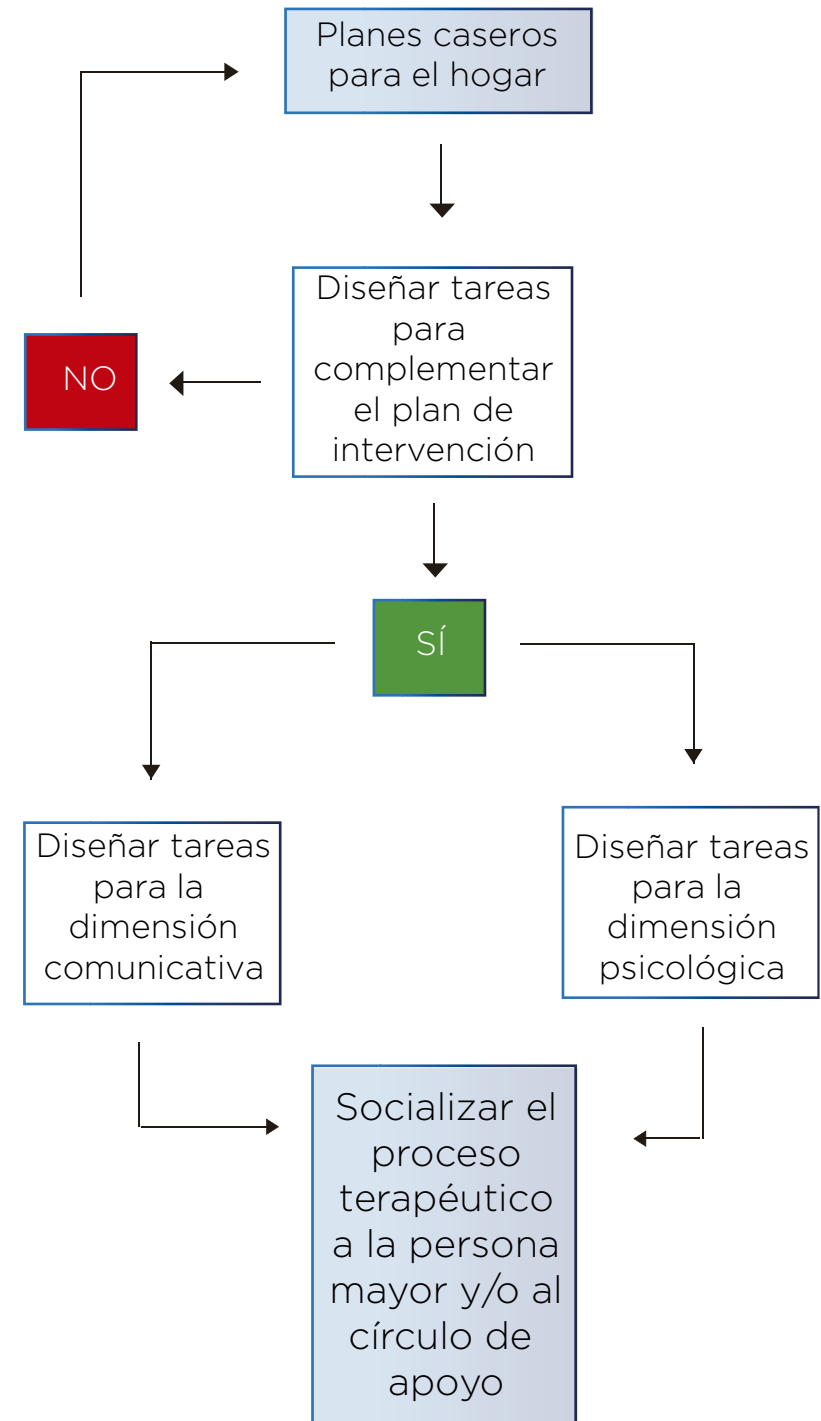 Planes caseros
para el hogar
Diseñar tareas
para
complementar
el plan de
intervención
NO
SÍ
Diseñar tareas
para la
dimensión
comunicativa
Diseñar tareas
para la
dimensión
psicológica
Socializar el
proceso
terapéutico
a la persona
mayor y/o al
círculo de
apoyo